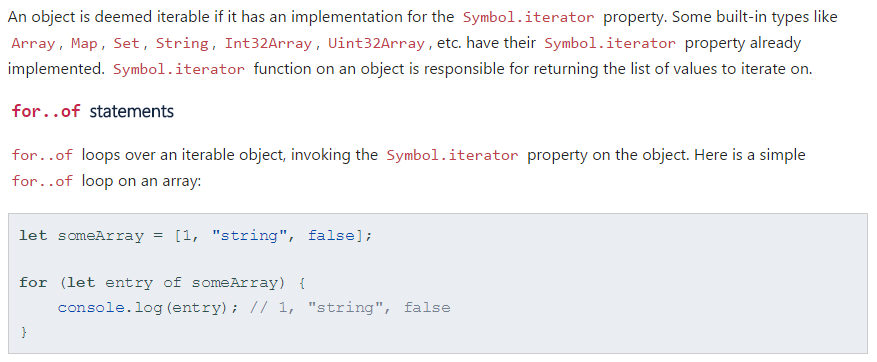 An object is deemed iterable if it has an implementation for the Symbol.iterator property. Some built-in types like
Array, Map, Set, String, Int32Array, Uint32Array, etc. have their Symbol.iterator property already
implemented. Symbol.iterator function on an object is responsible for returning the list of values to iterate on.
for..of statements
for..of loops over an iterable object, invoking the Symbol.iterator property on the object. Here is a simple
for..of loop on an array:
let someArray = [1, "string", false];
for (let entry of someArray) {
    console.log(entry); // 1, "string", false
}